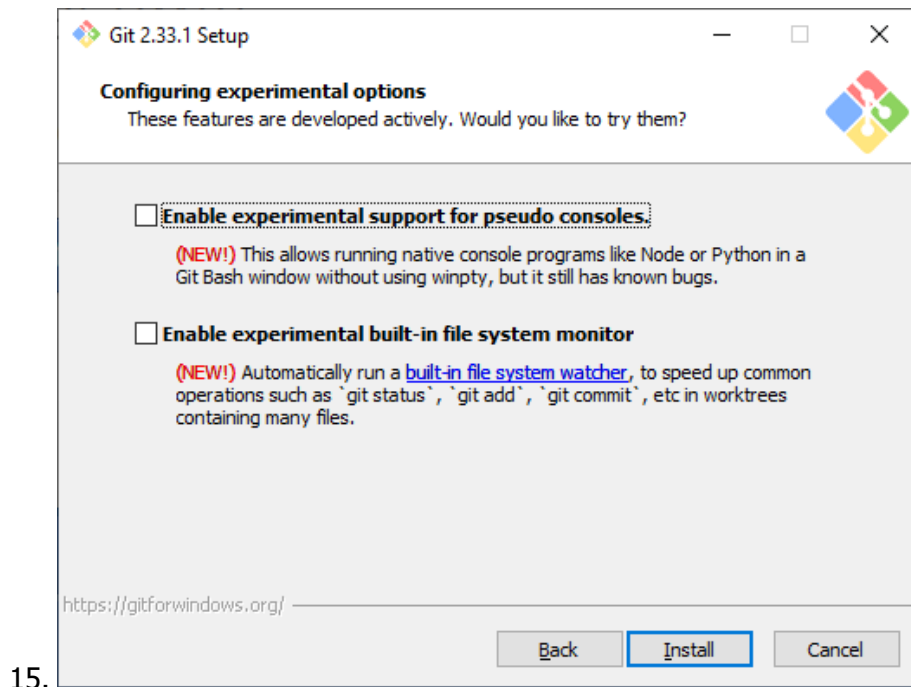 Git 2.33.1 Setup
Configuring experimental options
These features are developed actively. Would you like to try them?
Enable experimental support for pseudo consoles.
(NEW!) This allows running native console programs like Node or Python in a
Git Bash window without using winpty, but it still has known bugs.
Enable experimental built-in file system monitor
(NEW!) Automatically run a built-in file system watcher, to speed up common
operations such as `git status`, `git add`, `git commit`, etc in worktrees
containing many files.
https://gitforwindows.org/
Back Install Cancel
15.